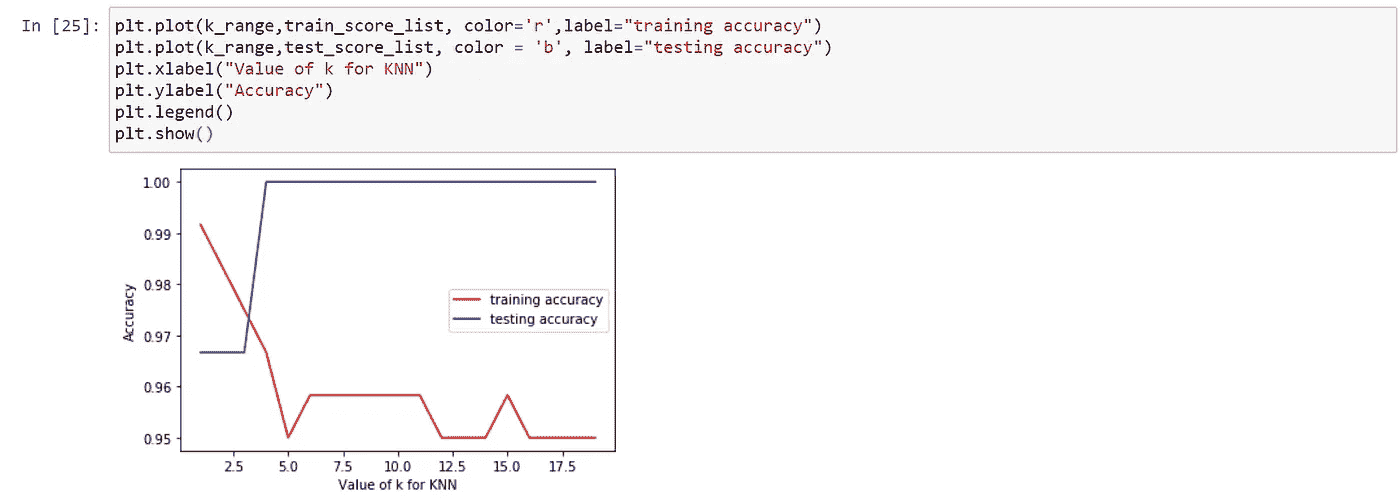 In [25]: plt.plot(k_range,train_score_list, color='r',label="training accuracy")
plt.plot(k_range,test_score_list, color = 'b', label="testing accuracy")
plt.xlabel("Value of k for KNN")
plt.ylabel("Accuracy")
plt.legend()
plt.show()
1.00
0.99
0.98
0.97
0.96
0.95
Accuracy
training accuracy
testing accuracy
2.5 5.0 7.5 10.0 12.5 15.0 17.5
Value of k for KNN